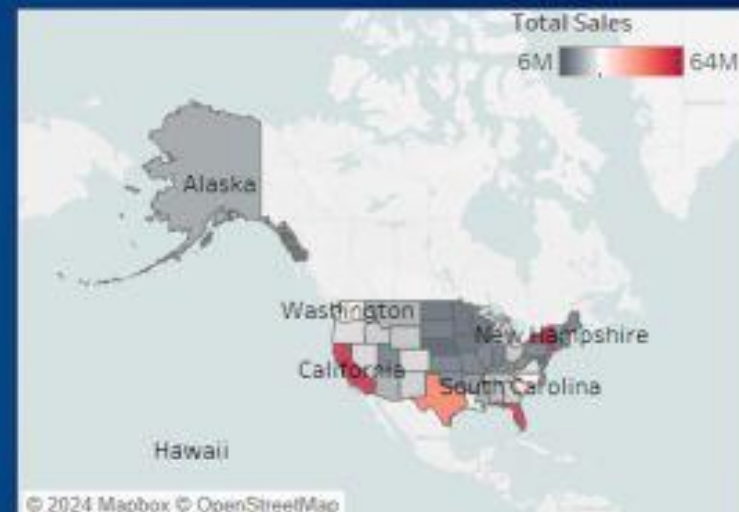 Total Sales
6M 64M
Alaska
Washington
New Hampshire
California
South Carolina
Hawaii
© 2024 Mapbox © OpenStreetMap